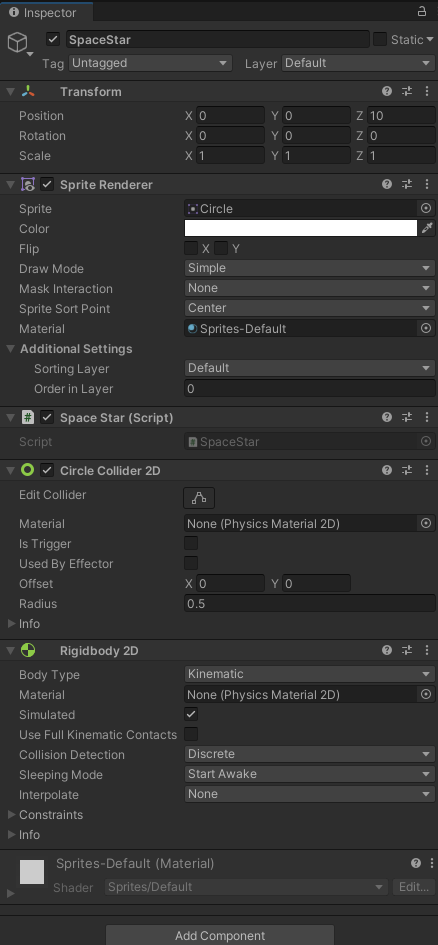 Inspector
SpaceStar Static
Tag Untagged Layer Default
Transform
Position X 0 Y 0 Z 10
Rotation X 0 Y 0 Z 0
Scale X 1 Y 1 Z 1
Sprite Renderer
Sprite Circle
Color
Flip X Y
Draw Mode Simple
Mask Interaction None
Sprite Sort Point Center
Material Sprites-Default
Additional Settings
Sorting Layer Default
Order in Layer 0
# Space Star (Script)
Script # SpaceStar
Circle Collider 2D
Edit Collider
Material None (Physics Material 2D)
Is Trigger
Used By Effector
Offset X 0 Y 0
Radius 0.5
Info
Rigidbody 2D
Body Type Kinematic
Material None (Physics Material 2D)
Simulated
Use Full Kinematic Contacts
Collision Detection Discrete
Sleeping Mode Start Awake
Interpolate None
Constraints
Info
Sprites-Default (Material)
Shader Sprites/Default Edit...
Add Component